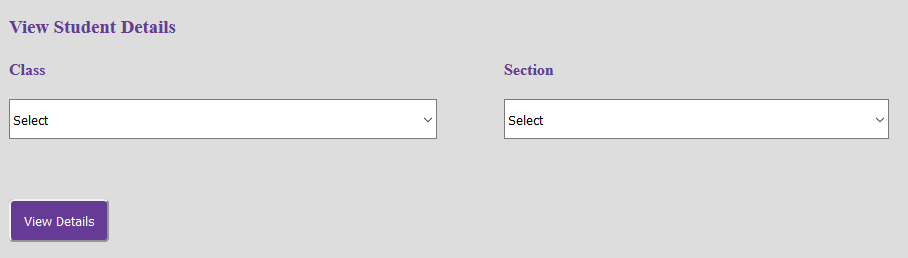 View Student Details
Class
Section
Select
Select
View Details